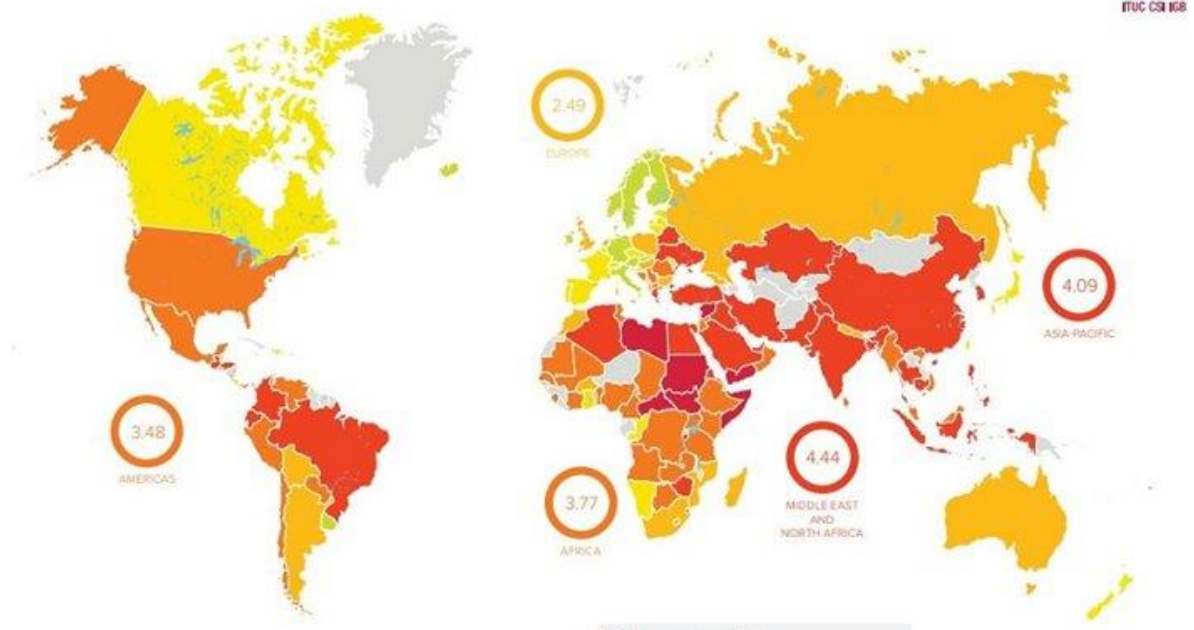 ITUC CSI IGB
2.49
EUROPE
4.09
ASIA-PACIFIC
3.48
AMERICAS
4.44
MIDDLE EAST
AND
NORTH AFRICA
3.77
AFRICA